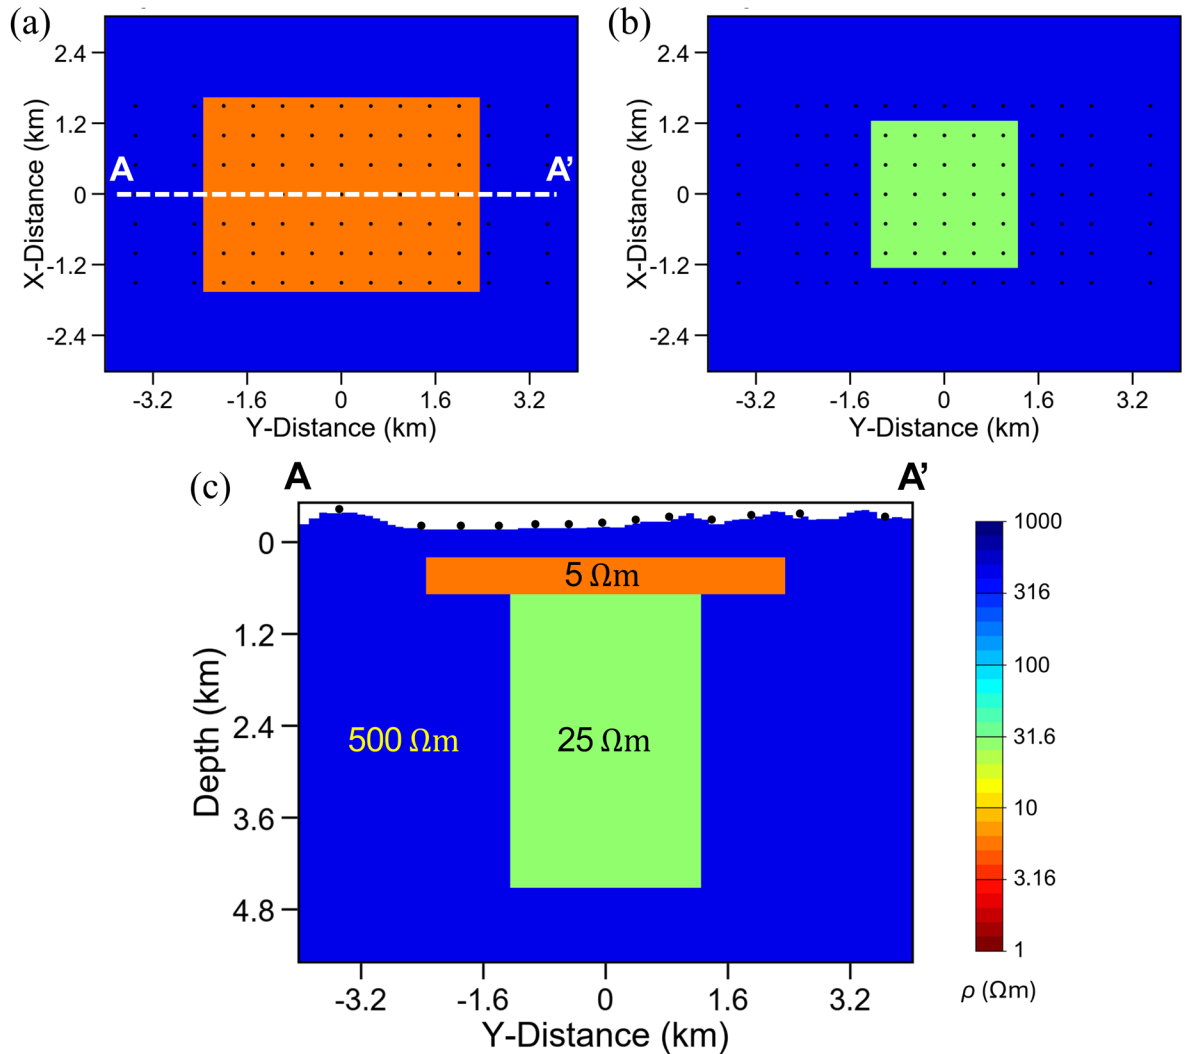 (a)
2.4
1.2
0
-1.2
-2.4
X-Distance (km)
A
A’
-3.2 -1.6 0 1.6 3.2
Y-Distance (km)
(b)
2.4
1.2
0
-1.2
-2.4
X-Distance (km)
-3.2 -1.6 0 1.6 3.2
Y-Distance (km)
(c)
A
A’
0
1.2
2.4
3.6
4.8
Depth (km)
5 Ωm
500 Ωm
25 Ωm
-3.2 -1.6 0 1.6 3.2
Y-Distance (km)
1000
316
100
31.6
10
3.16
1
ρ (Ωm)